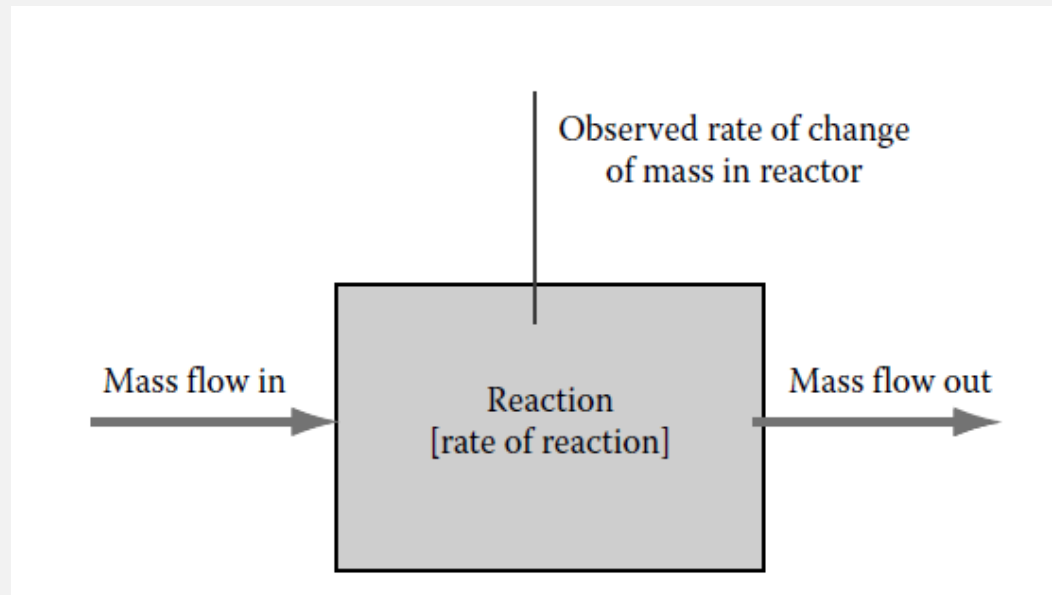 Observed rate of change
of mass in reactor
Mass flow in
Mass flow out
Reaction
[rate of reaction]